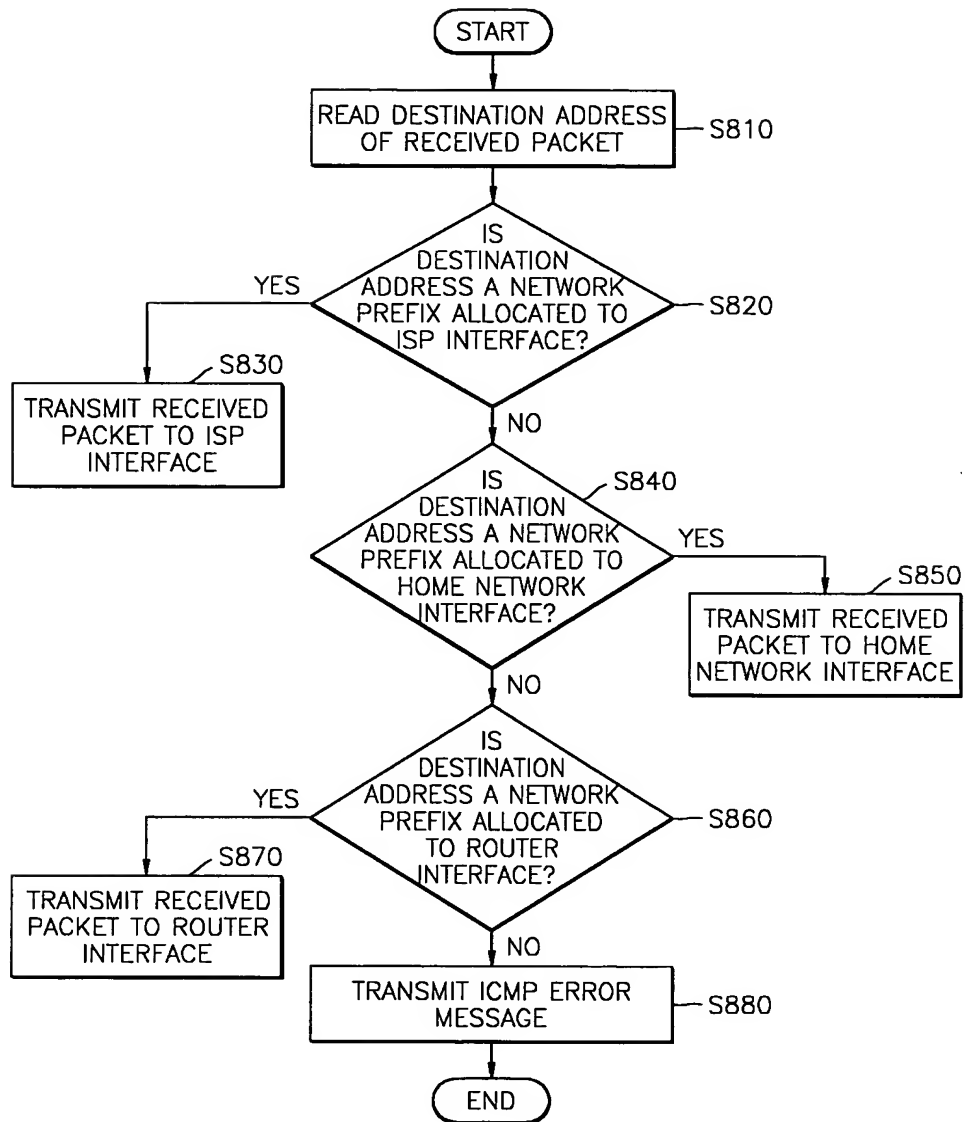 START
READ DESTINATION ADDRESS
OF RECEIVED PACKET
S810
IS
DESTINATION
ADDRESS A NETWORK
PREFIX ALLOCATED TO
ISP INTERFACE?
S820
YES
S830
TRANSMIT RECEIVED
PACKET TO ISP
INTERFACE
NO
IS
DESTINATION
ADDRESS A NETWORK
PREFIX ALLOCATED TO
HOME NETWORK
INTERFACE?
S840
YES
S850
TRANSMIT RECEIVED
PACKET TO HOME
NETWORK INTERFACE
NO
IS
DESTINATION
ADDRESS A NETWORK
PREFIX ALLOCATED
TO ROUTER
INTERFACE?
S860
YES
S870
TRANSMIT RECEIVED
PACKET TO ROUTER
INTERFACE
NO
TRANSMIT ICMP ERROR
MESSAGE
S880
END